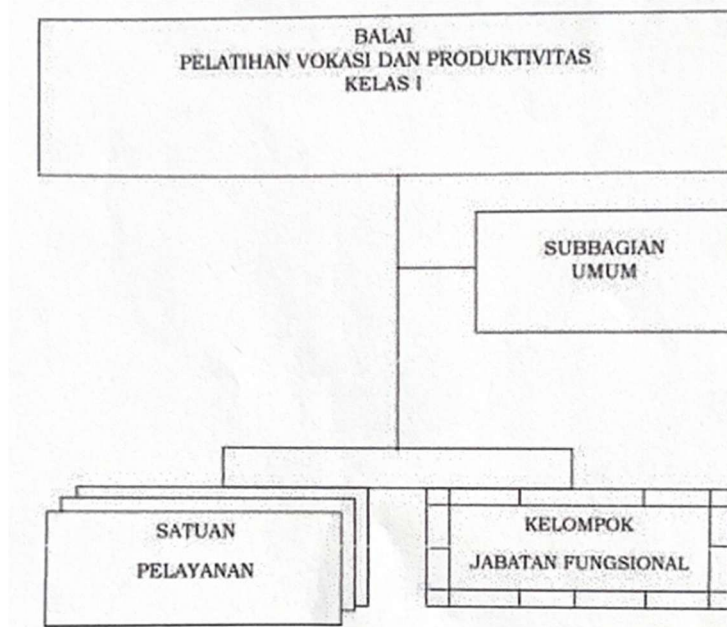 BALAI
PELATIHAN VOKASI DAN PRODUKTIVITAS
KELAS I
SUBBAGIAN
UMUM
SATUAN
PELAYANAN
KELOMPOK
JABATAN FUNGSIONAL